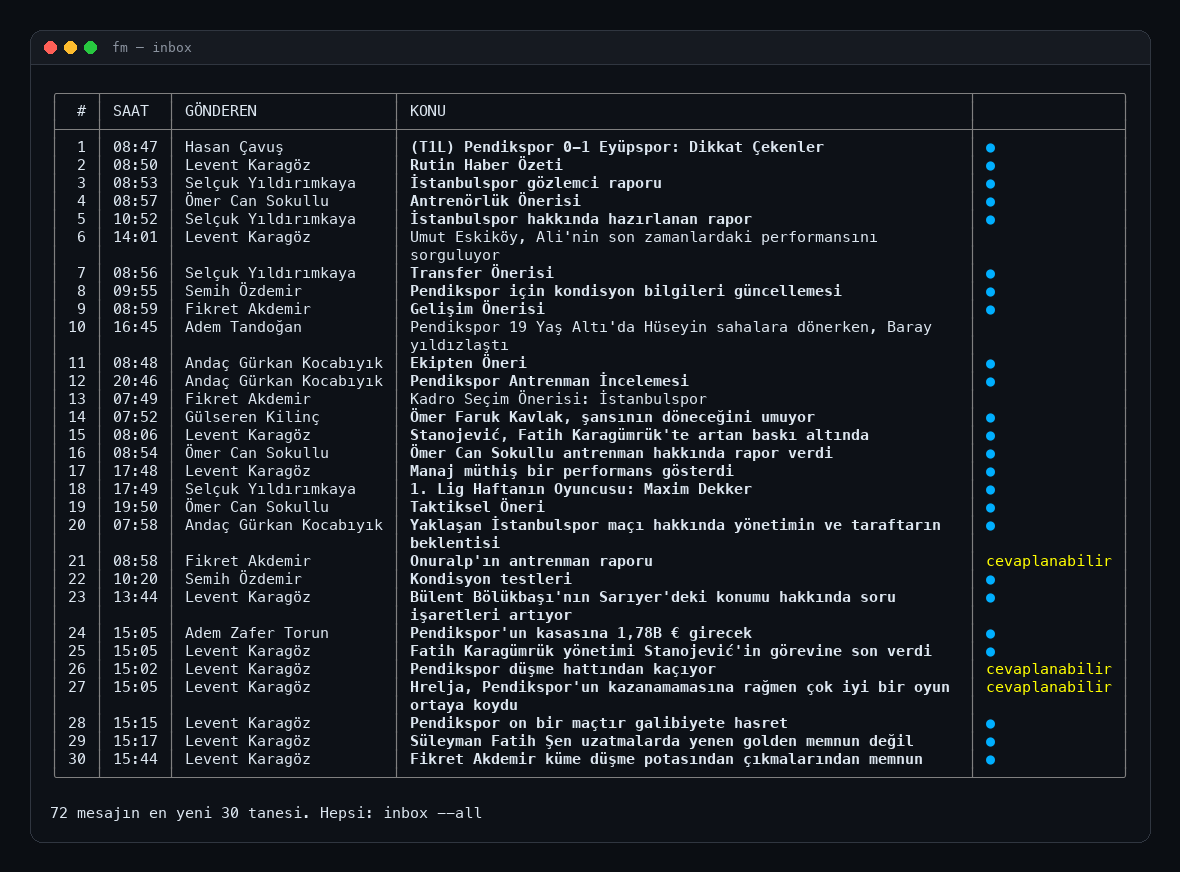 fm — inbox
# SAAT GÖNDEREN KONU
1 08:47 Hasan Çavuş (T1L) Pendikspor 0-1 Eyüpspor: Dikkat Çekenler ●
2 08:50 Levent Karagöz Rutin Haber Özeti ●
3 08:53 Selçuk Yıldırımkaya İstanbulspor gözlemci raporu ●
4 08:57 Ömer Can Sokullu Antrenörlük Önerisi ●
5 10:52 Selçuk Yıldırımkaya İstanbulspor hakkında hazırlanan rapor ●
6 14:01 Levent Karagöz Umut Eskiköy, Ali'nin son zamanlardaki performansını
sorguluyor
7 08:56 Selçuk Yıldırımkaya Transfer Önerisi ●
8 09:55 Semih Özdemir Pendikspor için kondisyon bilgileri güncellemesi ●
9 08:59 Fikret Akdemir Gelişim Önerisi ●
10 16:45 Adem Tandoğan Pendikspor 19 Yaş Altı'da Hüseyin sahalara dönerken, Baray
yıldızlaştı
11 08:48 Andaç Gürkan Kocabıyık Ekipten Öneri ●
12 20:46 Andaç Gürkan Kocabıyık Pendikspor Antrenman İncelemesi ●
13 07:49 Fikret Akdemir Kadro Seçim Önerisi: İstanbulspor
14 07:52 Gülseren Kilinç Ömer Faruk Kavlak, şansının döneceğini umuyor ●
15 08:06 Levent Karagöz Stanojević, Fatih Karagümrük'te artan baskı altında ●
16 08:54 Ömer Can Sokullu Ömer Can Sokullu antrenman hakkında rapor verdi ●
17 17:48 Levent Karagöz Manaj müthiş bir performans gösterdi ●
18 17:49 Selçuk Yıldırımkaya 1. Lig Haftanın Oyuncusu: Maxim Dekker ●
19 19:50 Ömer Can Sokullu Taktiksel Öneri ●
20 07:58 Andaç Gürkan Kocabıyık Yaklaşan İstanbulspor maçı hakkında yönetimin ve taraftarın ●
beklentisi
21 08:58 Fikret Akdemir Onuralp'ın antrenman raporu cevaplanabilir
22 10:20 Semih Özdemir Kondisyon testleri ●
23 13:44 Levent Karagöz Bülent Bölükbaşı'nın Sarıyer'deki konumu hakkında soru ●
işaretleri artıyor
24 15:05 Adem Zafer Torun Pendikspor'un kasasına 1,78B € girecek ●
25 15:05 Levent Karagöz Fatih Karagümrük yönetimi Stanojević'in görevine son verdi ●
26 15:02 Levent Karagöz Pendikspor düşme hattından kaçıyor cevaplanabilir
27 15:05 Levent Karagöz Hrelja, Pendikspor'un kazanamamasına rağmen çok iyi bir oyun cevaplanabilir
ortaya koydu
28 15:15 Levent Karagöz Pendikspor on bir maçtır galibiyete hasret ●
29 15:17 Levent Karagöz Süleyman Fatih Şen uzatmalarda yenen golden memnun değil ●
30 15:44 Levent Karagöz Fikret Akdemir küme düşme potasından çıkmalarından memnun ●
72 mesajın en yeni 30 tanesi. Hepsi: inbox --all